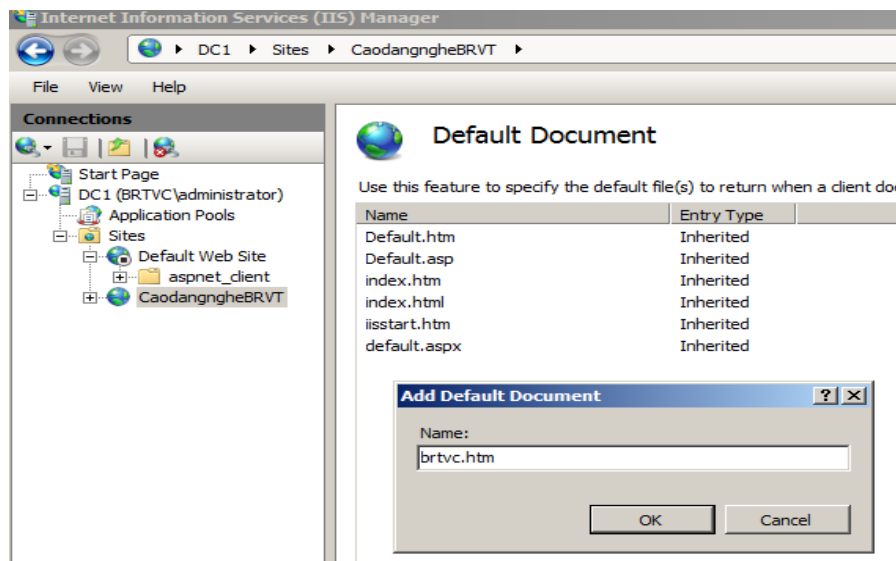 Internet Information Services (IIS) Manager
DC1 Sites CaodangngheBRVT
File View Help
Connections
Start Page
DC1 (BRTVC\administrator)
Application Pools
Sites
Default Web Site
aspnet_client
CaodangngheBRVT
Default Document
Use this feature to specify the default file(s) to return when a client do
Name Entry Type
Default.htm Inherited
Default.asp Inherited
index.htm Inherited
index.html Inherited
iisstart.htm Inherited
default.aspx Inherited
Add Default Document
Name:
brtvc.htm
OK Cancel